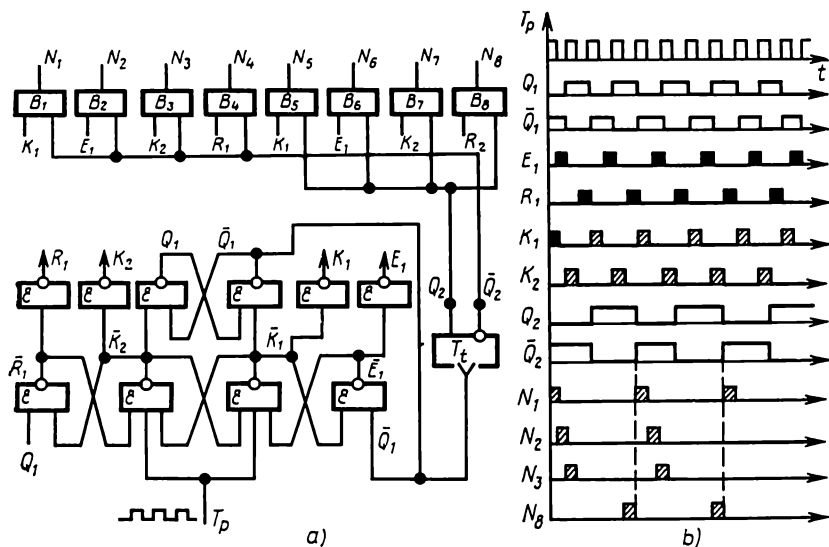 N1 N2 N3 N4 N5 N6 N7 N8
B1 B2 B3 B4 B5 B6 B7 B8
K1 E1 K2 R1 K1 E1 K2 R2
R1 K2 Q1 Q̄1 K1 E1
ℰ ℰ ℰ ℰ ℰ ℰ
Q2 Q̄2
R̄1 K̄2 K̄1 Ē1
Tt
ℰ ℰ ℰ ℰ
Q1 Q̄1
Tp
a)
Tp
t
Q1
Q̄1
E1
R1
K1
K2
Q2
Q̄2
N1
N2
N3
N8
b)